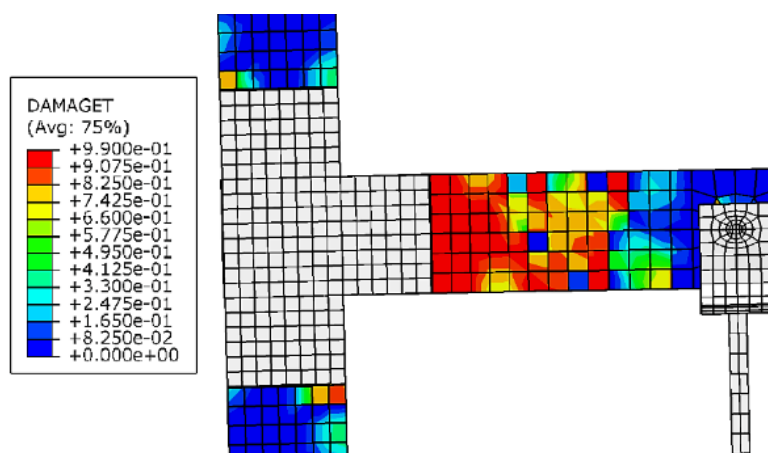 DAMAGET
(Avg: 75%)
+9.900e-01
+9.075e-01
+8.250e-01
+7.425e-01
+6.600e-01
+5.775e-01
+4.950e-01
+4.125e-01
+3.300e-01
+2.475e-01
+1.650e-01
+8.250e-02
+0.000e+00